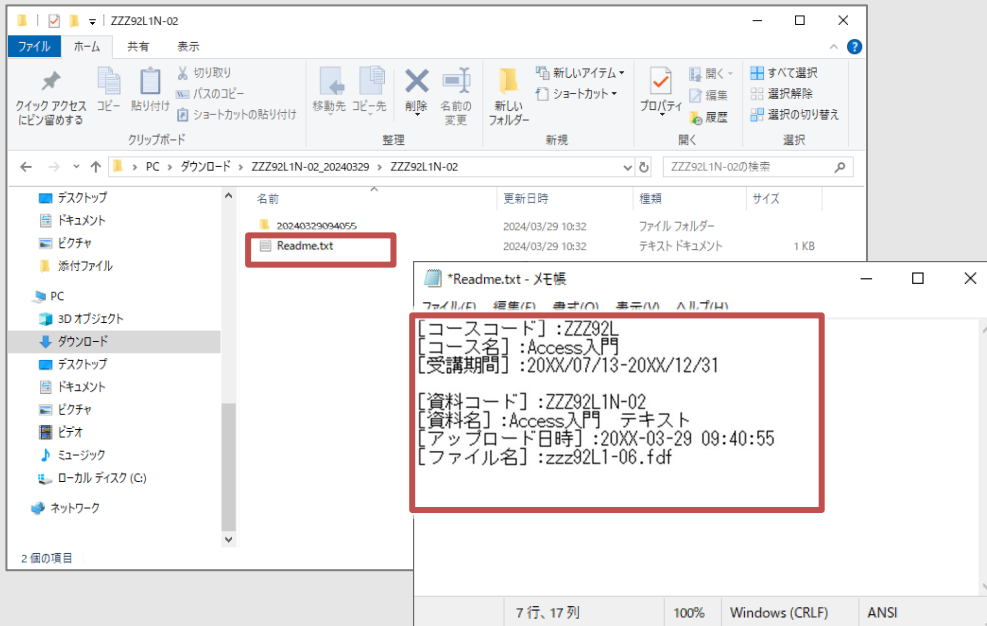 ZZZ92L1N-02
ファイル ホーム 共有 表示
クイック アクセス
にピン留めする
コピー
貼り付け
切り取り
パスのコピー
ショートカットの貼り付け
クリップボード
移動先 コピー先 削除 名前の
変更
整理
新しい
フォルダー
新しいアイテム
ショートカット
新規
プロパティ
開く
編集
履歴
開く
すべて選択
選択解除
選択の切り替え
選択
PC › ダウンロード › ZZZ92L1N-02_20240329 › ZZZ92L1N-02
ZZZ92L1N-02の検索
デスクトップ
ドキュメント
ピクチャ
添付ファイル
PC
3D オブジェクト
ダウンロード
デスクトップ
ドキュメント
ピクチャ
ビデオ
ミュージック
ローカル ディスク (C:)
ネットワーク
2 個の項目
名前 更新日時 種類 サイズ
20240329094055 2024/03/29 10:32 ファイル フォルダー
Readme.txt 2024/03/29 10:32 テキスト ドキュメント 1 KB
*Readme.txt - メモ帳
ファイル(F) 編集(E) 書式(O) 表示(V) ヘルプ(H)
[コースコード]:ZZZ92L
[コース名]:Access入門
[受講期間]:20XX/07/13-20XX/12/31
[資料コード]:ZZZ92L1N-02
[資料名]:Access入門　テキスト
[アップロード日時]:20XX-03-29 09:40:55
[ファイル名]:zzz92L1-06.fdf
7 行、17 列 100% Windows (CRLF) ANSI